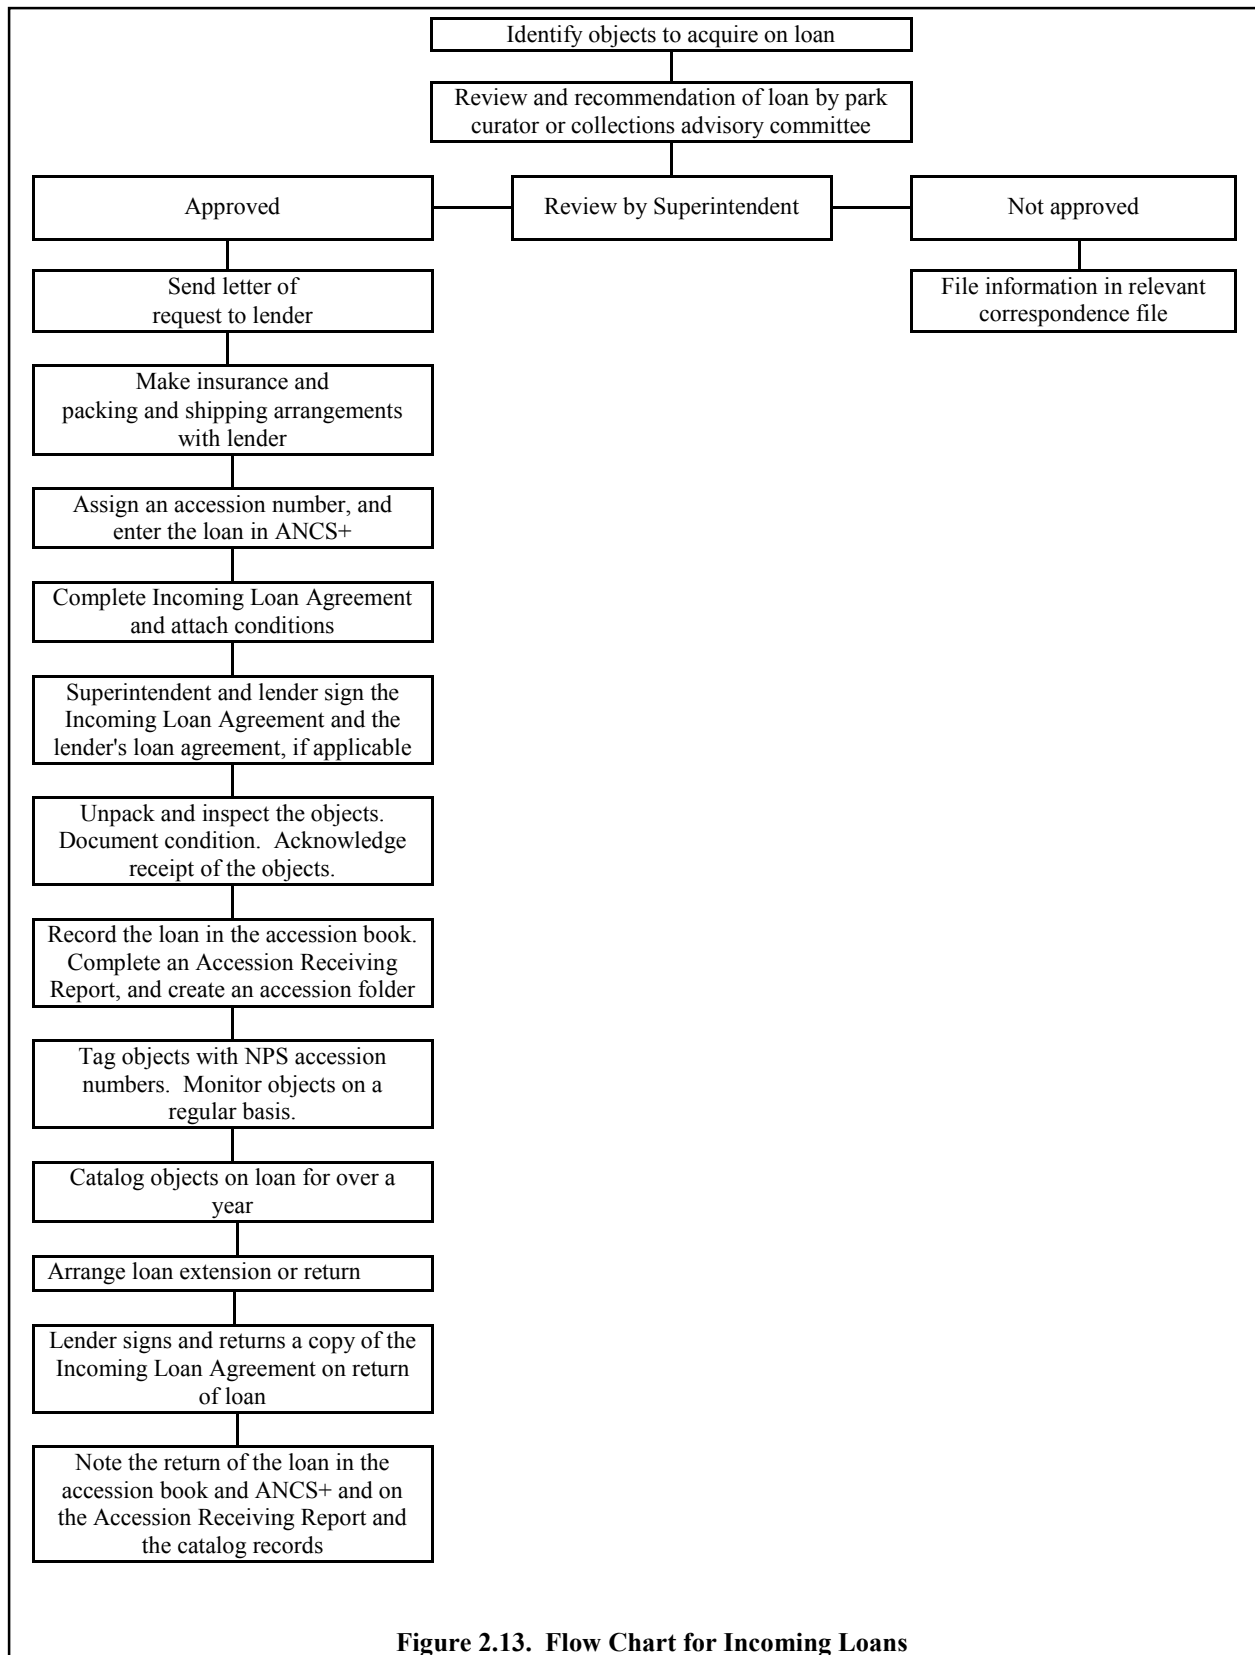 Identify objects to acquire on loan
Review and recommendation of loan by park
curator or collections advisory committee
Approved
Review by Superintendent
Not approved
Send letter of
request to lender
File information in relevant
correspondence file
Make insurance and
packing and shipping arrangements
with lender
Assign an accession number, and
enter the loan in ANCS+
Complete Incoming Loan Agreement
and attach conditions
Superintendent and lender sign the
Incoming Loan Agreement and the
lender's loan agreement, if applicable
Unpack and inspect the objects.
Document condition.  Acknowledge
receipt of the objects.
Record the loan in the accession book.
Complete an Accession Receiving
Report, and create an accession folder
Tag objects with NPS accession
numbers.  Monitor objects on a
regular basis.
Catalog objects on loan for over a
year
Arrange loan extension or return
Lender signs and returns a copy of the
Incoming Loan Agreement on return
of loan
Note the return of the loan in the
accession book and ANCS+ and on
the Accession Receiving Report and
the catalog records
Figure 2.13.  Flow Chart for Incoming Loans